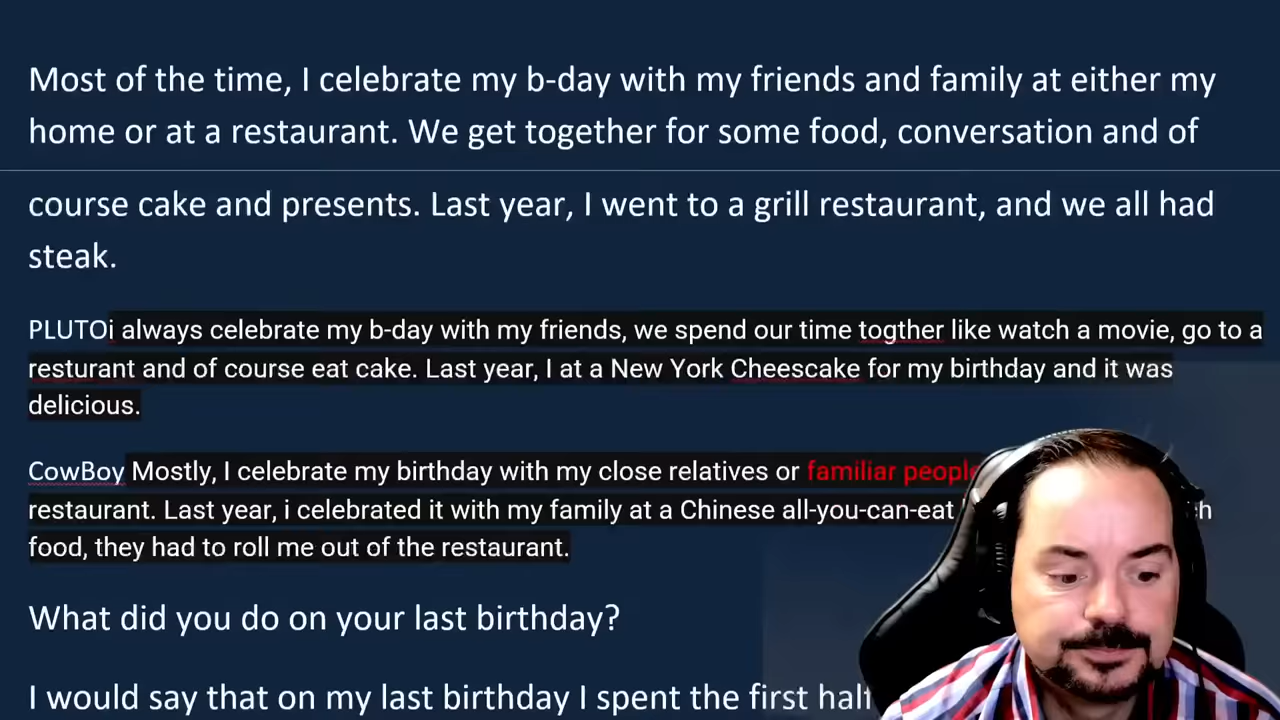 Most of the time, I celebrate my b-day with my friends and family at either my
home or at a restaurant. We get together for some food, conversation and of
course cake and presents. Last year, I went to a grill restaurant, and we all had
steak.
PLUTOi always celebrate my b-day with my friends, we spend our time togther like watch a movie, go to a
resturant and of course eat cake. Last year, I at a New York Cheescake for my birthday and it was
delicious.
CowBoy Mostly, I celebrate my birthday with my close relatives or familiar people
restaurant. Last year, i celebrated it with my family at a Chinese all-you-can-eat
food, they had to roll me out of the restaurant.
What did you do on your last birthday?
I would say that on my last birthday I spent the first half